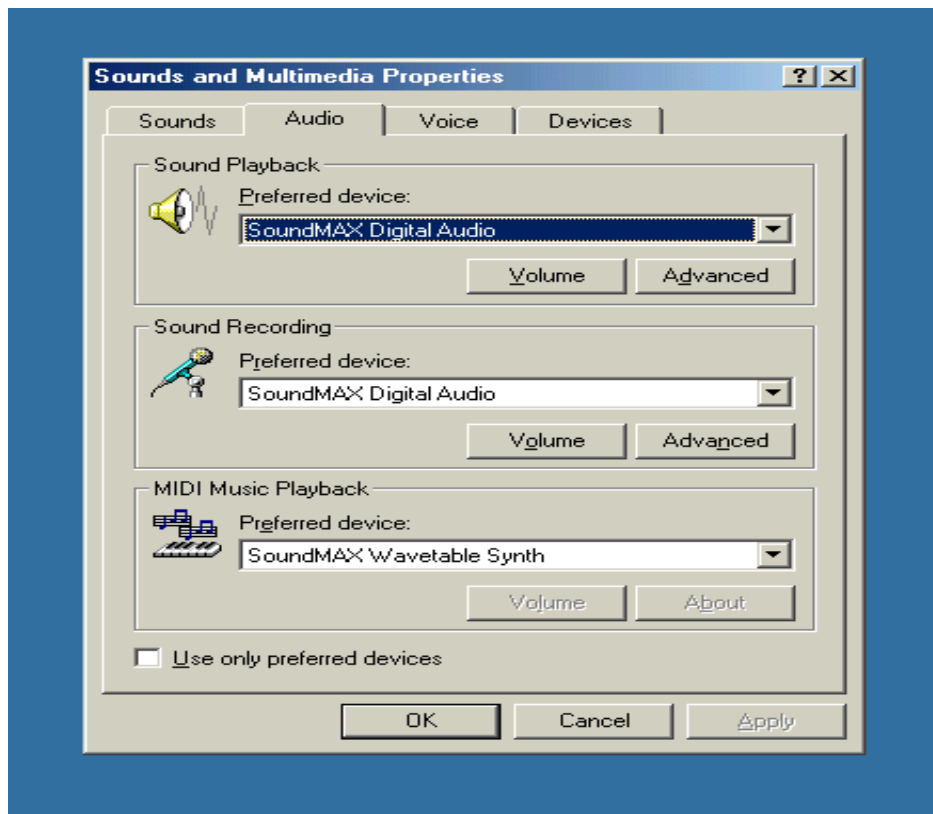 Sounds and Multimedia Properties
Sounds Audio Voice Devices
Sound Playback
Preferred device:
SoundMAX Digital Audio
Volume Advanced
Sound Recording
Preferred device:
SoundMAX Digital Audio
Volume Advanced
MIDI Music Playback
Preferred device:
SoundMAX Wavetable Synth
Volume About
Use only preferred devices
OK Cancel Apply